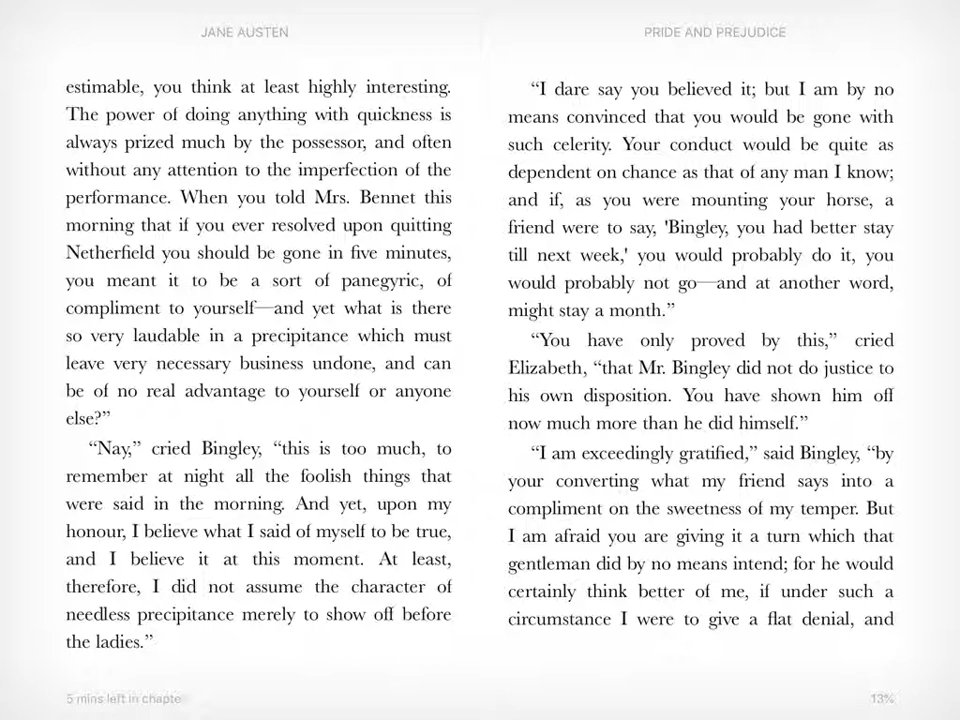 JANE AUSTEN
estimable, you think at least highly interesting.
The power of doing anything with quickness is
always prized much by the possessor, and often
without any attention to the imperfection of the
performance. When you told Mrs. Bennet this
morning that if you ever resolved upon quitting
Netherfield you should be gone in five minutes,
you meant it to be a sort of panegyric, of
compliment to yourself—and yet what is there
so very laudable in a precipitance which must
leave very necessary business undone, and can
be of no real advantage to yourself or anyone
else?”
“Nay,” cried Bingley, “this is too much, to
remember at night all the foolish things that
were said in the morning. And yet, upon my
honour, I believe what I said of myself to be true,
and I believe it at this moment. At least,
therefore, I did not assume the character of
needless precipitance merely to show off before
the ladies.”
5 mins left in chapte
PRIDE AND PREJUDICE
“I dare say you believed it; but I am by no
means convinced that you would be gone with
such celerity. Your conduct would be quite as
dependent on chance as that of any man I know;
and if, as you were mounting your horse, a
friend were to say, 'Bingley, you had better stay
till next week,' you would probably do it, you
would probably not go—and at another word,
might stay a month.”
“You have only proved by this,” cried
Elizabeth, “that Mr. Bingley did not do justice to
his own disposition. You have shown him off
now much more than he did himself.”
“I am exceedingly gratified,” said Bingley, “by
your converting what my friend says into a
compliment on the sweetness of my temper. But
I am afraid you are giving it a turn which that
gentleman did by no means intend; for he would
certainly think better of me, if under such a
circumstance I were to give a flat denial, and
13%